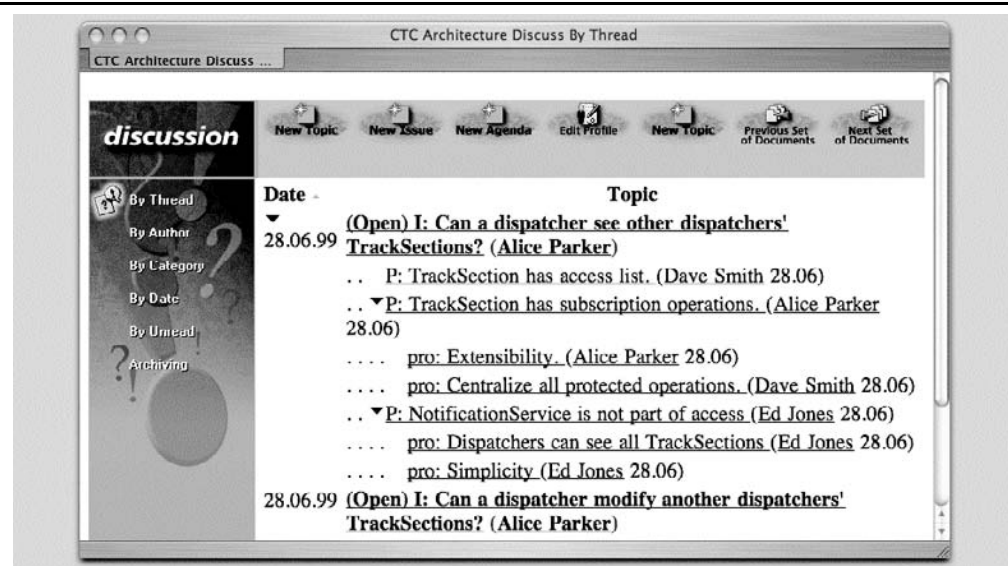 CTC Architecture Discuss By Thread
CTC Architecture Discuss ...
discussion
New Topic
New Issue
New Agenda
Edit Profile
New Topic
Previous Set
of Documents
Next Set
of Documents
By Thread
By Author
By Category
By Date
By Unread
Archiving
Date Topic
28.06.99 (Open) I: Can a dispatcher see other dispatchers'
TrackSections? (Alice Parker)
.. P: TrackSection has access list. (Dave Smith 28.06)
.. P: TrackSection has subscription operations. (Alice Parker
28.06)
.... pro: Extensibility. (Alice Parker 28.06)
.... pro: Centralize all protected operations. (Dave Smith 28.06)
.. P: NotificationService is not part of access (Ed Jones 28.06)
.... pro: Dispatchers can see all TrackSections (Ed Jones 28.06)
.... pro: Simplicity (Ed Jones 28.06)
28.06.99 (Open) I: Can a dispatcher modify another dispatchers'
TrackSections? (Alice Parker)